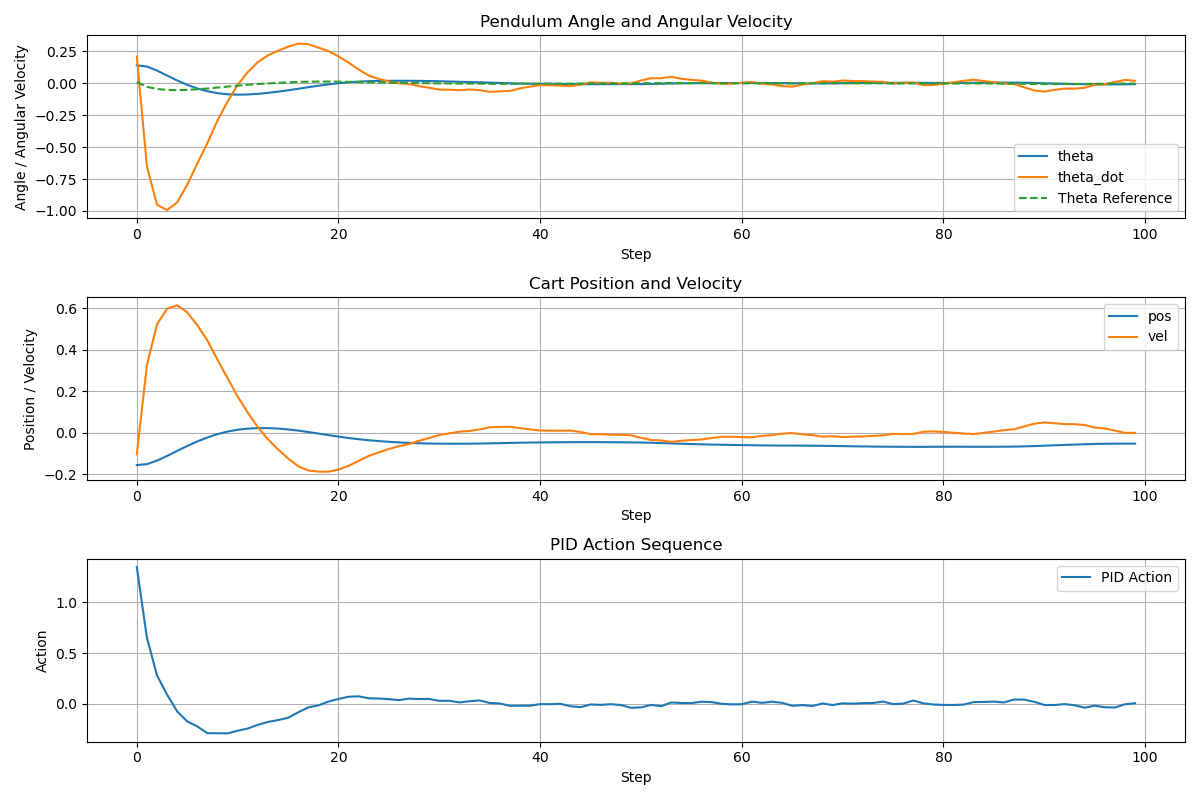 Pendulum Angle and Angular Velocity
Angle / Angular Velocity
0.25
0.00
−0.25
−0.50
−0.75
−1.00
theta
theta_dot
Theta Reference
0 20 40 60 80 100
Step
Cart Position and Velocity
Position / Velocity
0.6
0.4
0.2
0.0
−0.2
pos
vel
0 20 40 60 80 100
Step
PID Action Sequence
Action
1.0
0.5
0.0
PID Action
0 20 40 60 80 100
Step